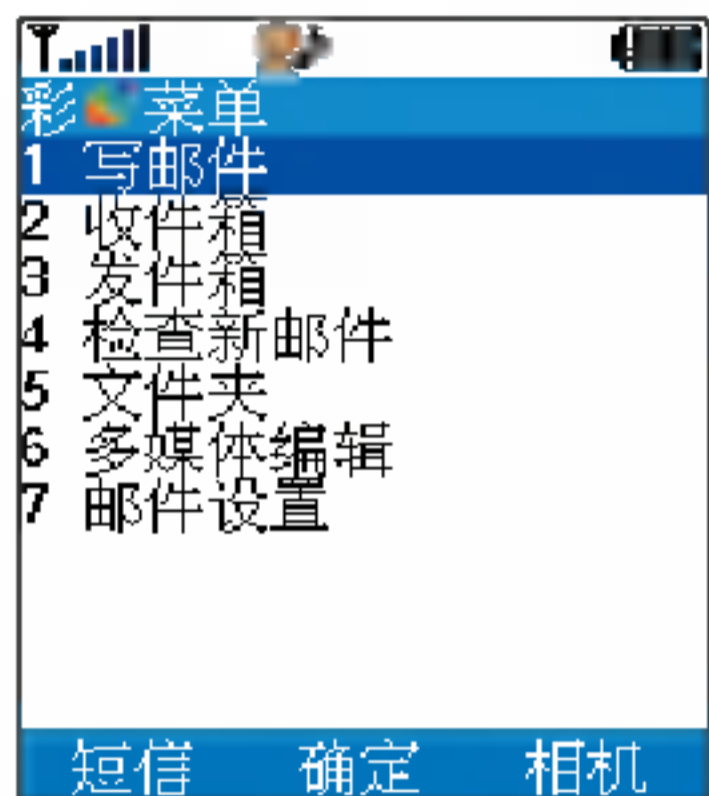 彩e菜单
1 写邮件
2 收件箱
3 发件箱
4 检查新邮件
5 文件夹
6 多媒体编辑
7 邮件设置
短信 确定 相机